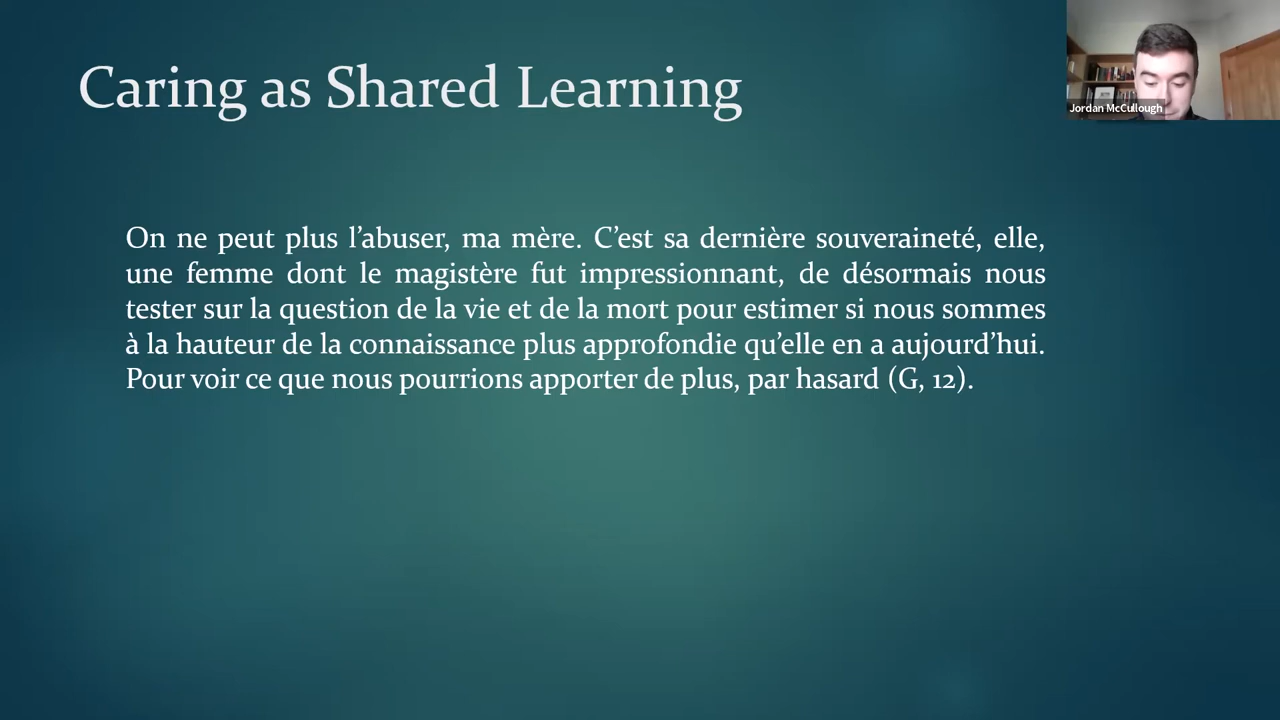 Caring as Shared Learning
Jordan McCullough
On ne peut plus l’abuser, ma mère. C’est sa dernière souveraineté, elle,
une femme dont le magistère fut impressionnant, de désormais nous
tester sur la question de la vie et de la mort pour estimer si nous sommes
à la hauteur de la connaissance plus approfondie qu’elle en a aujourd’hui.
Pour voir ce que nous pourrions apporter de plus, par hasard (G, 12).